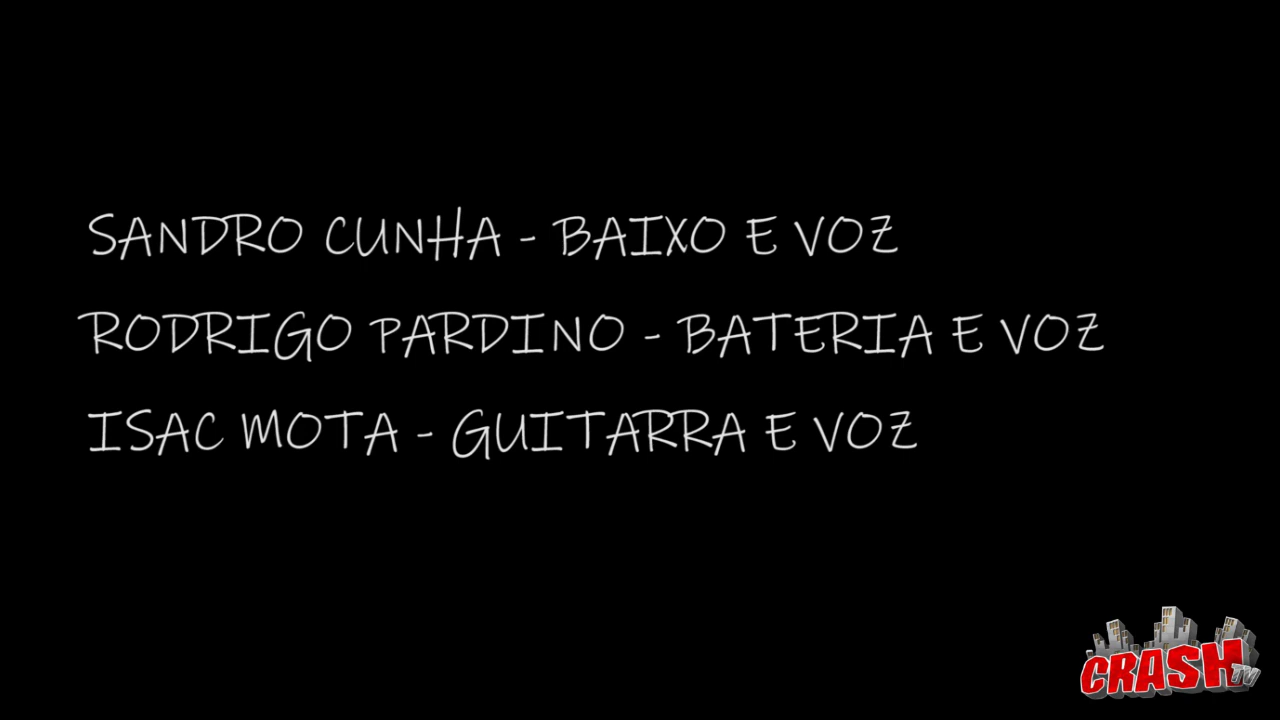 SANDRO CUNHA - BAIXO E VOZ
RODRIGO PARDINO - BATERIA E VOZ
ISAC MOTA - GUITARRA E VOZ
CRASH TV